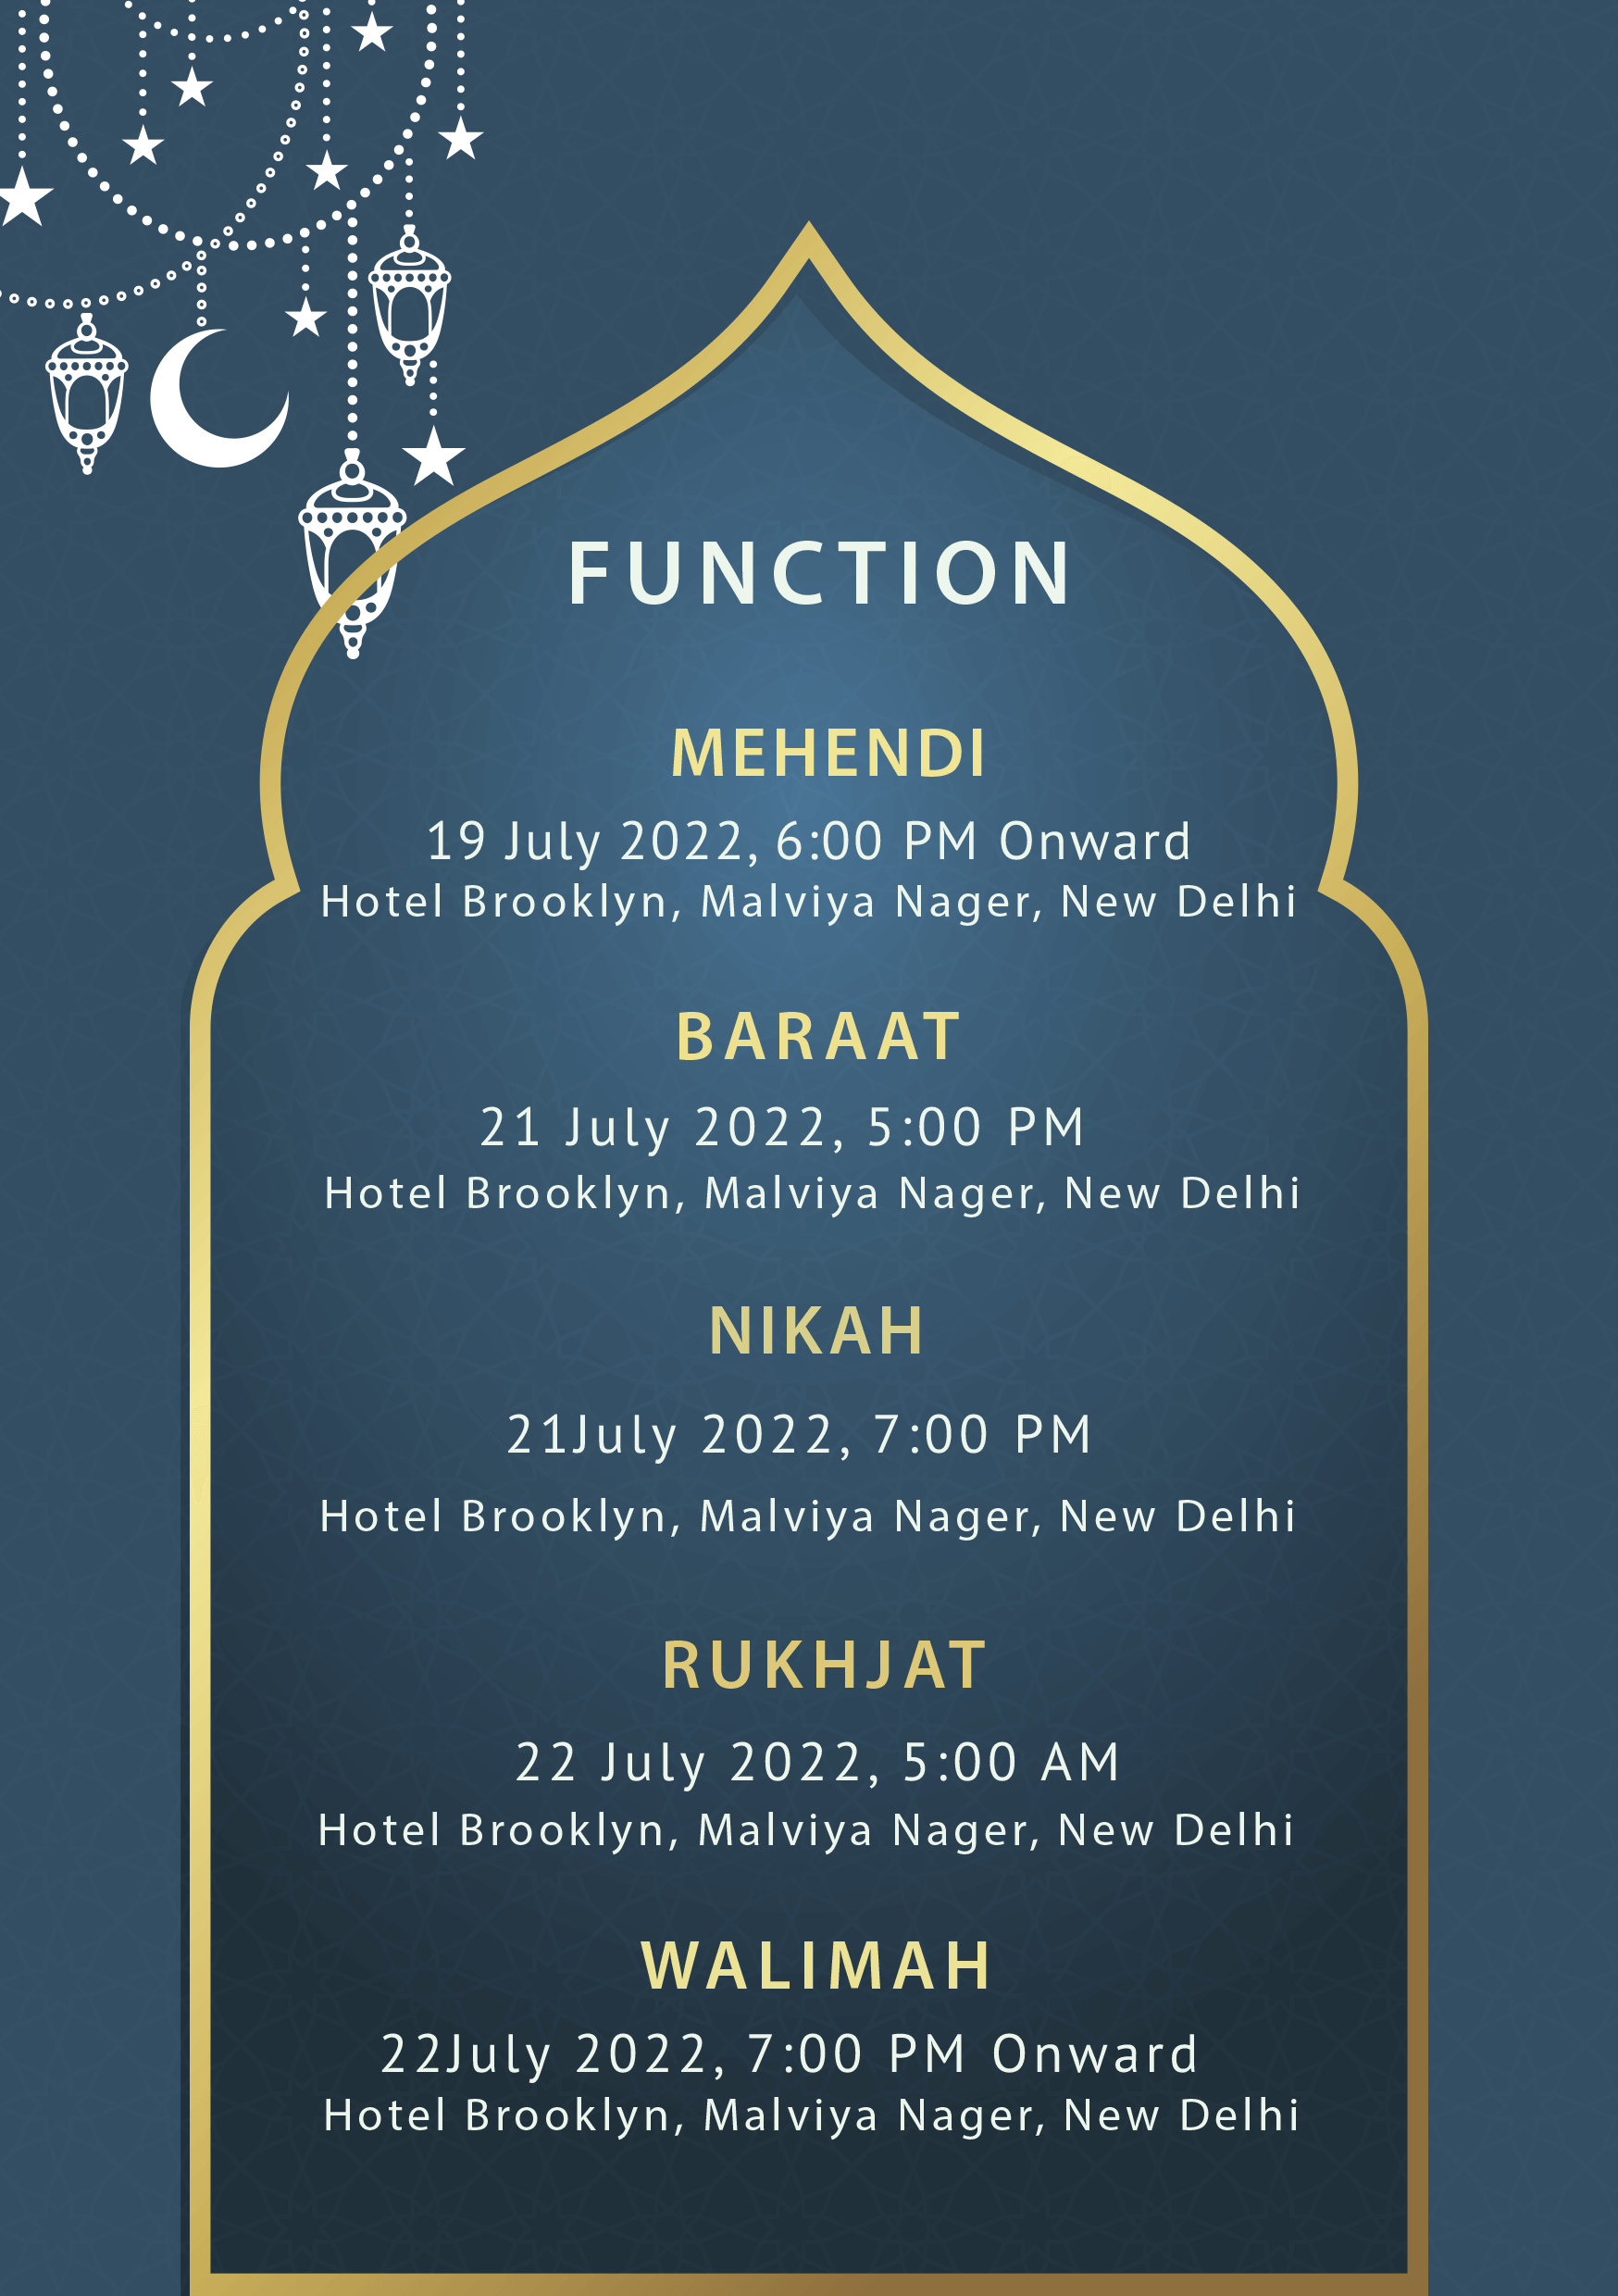 FUNCTION
MEHENDI
19 July 2022, 6:00 PM Onward
Hotel Brooklyn, Malviya Nager, New Delhi
BARAAT
21 July 2022, 5:00 PM
Hotel Brooklyn, Malviya Nager, New Delhi
NIKAH
21July 2022, 7:00 PM
Hotel Brooklyn, Malviya Nager, New Delhi
RUKHJAT
22 July 2022, 5:00 AM
Hotel Brooklyn, Malviya Nager, New Delhi
WALIMAH
22July 2022, 7:00 PM Onward
Hotel Brooklyn, Malviya Nager, New Delhi